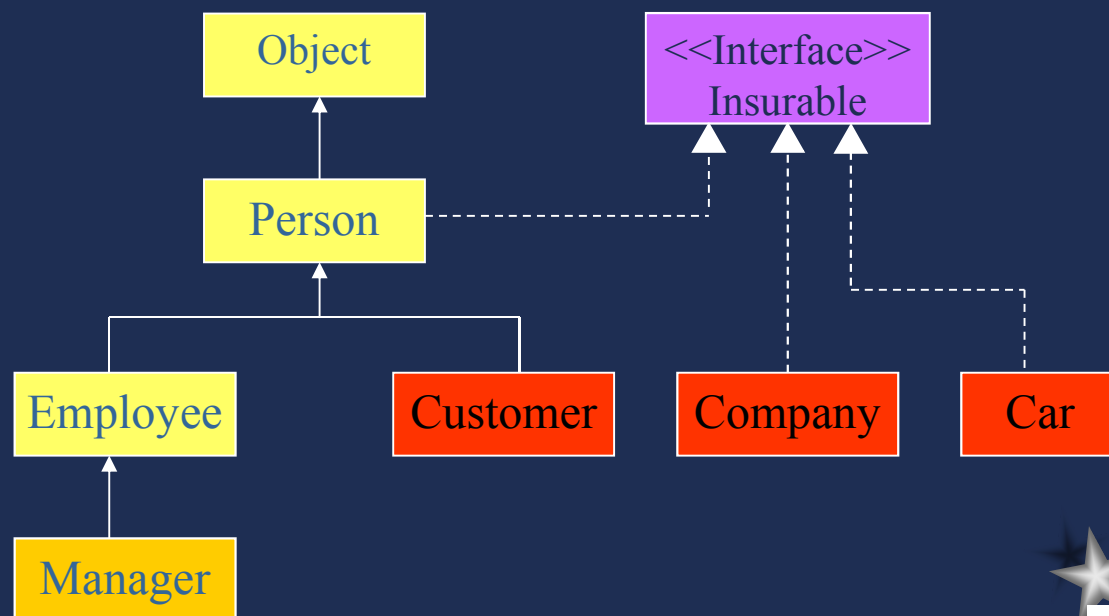 Object
<<Interface>>
Insurable
Person
Employee
Customer
Company
Car
Manager